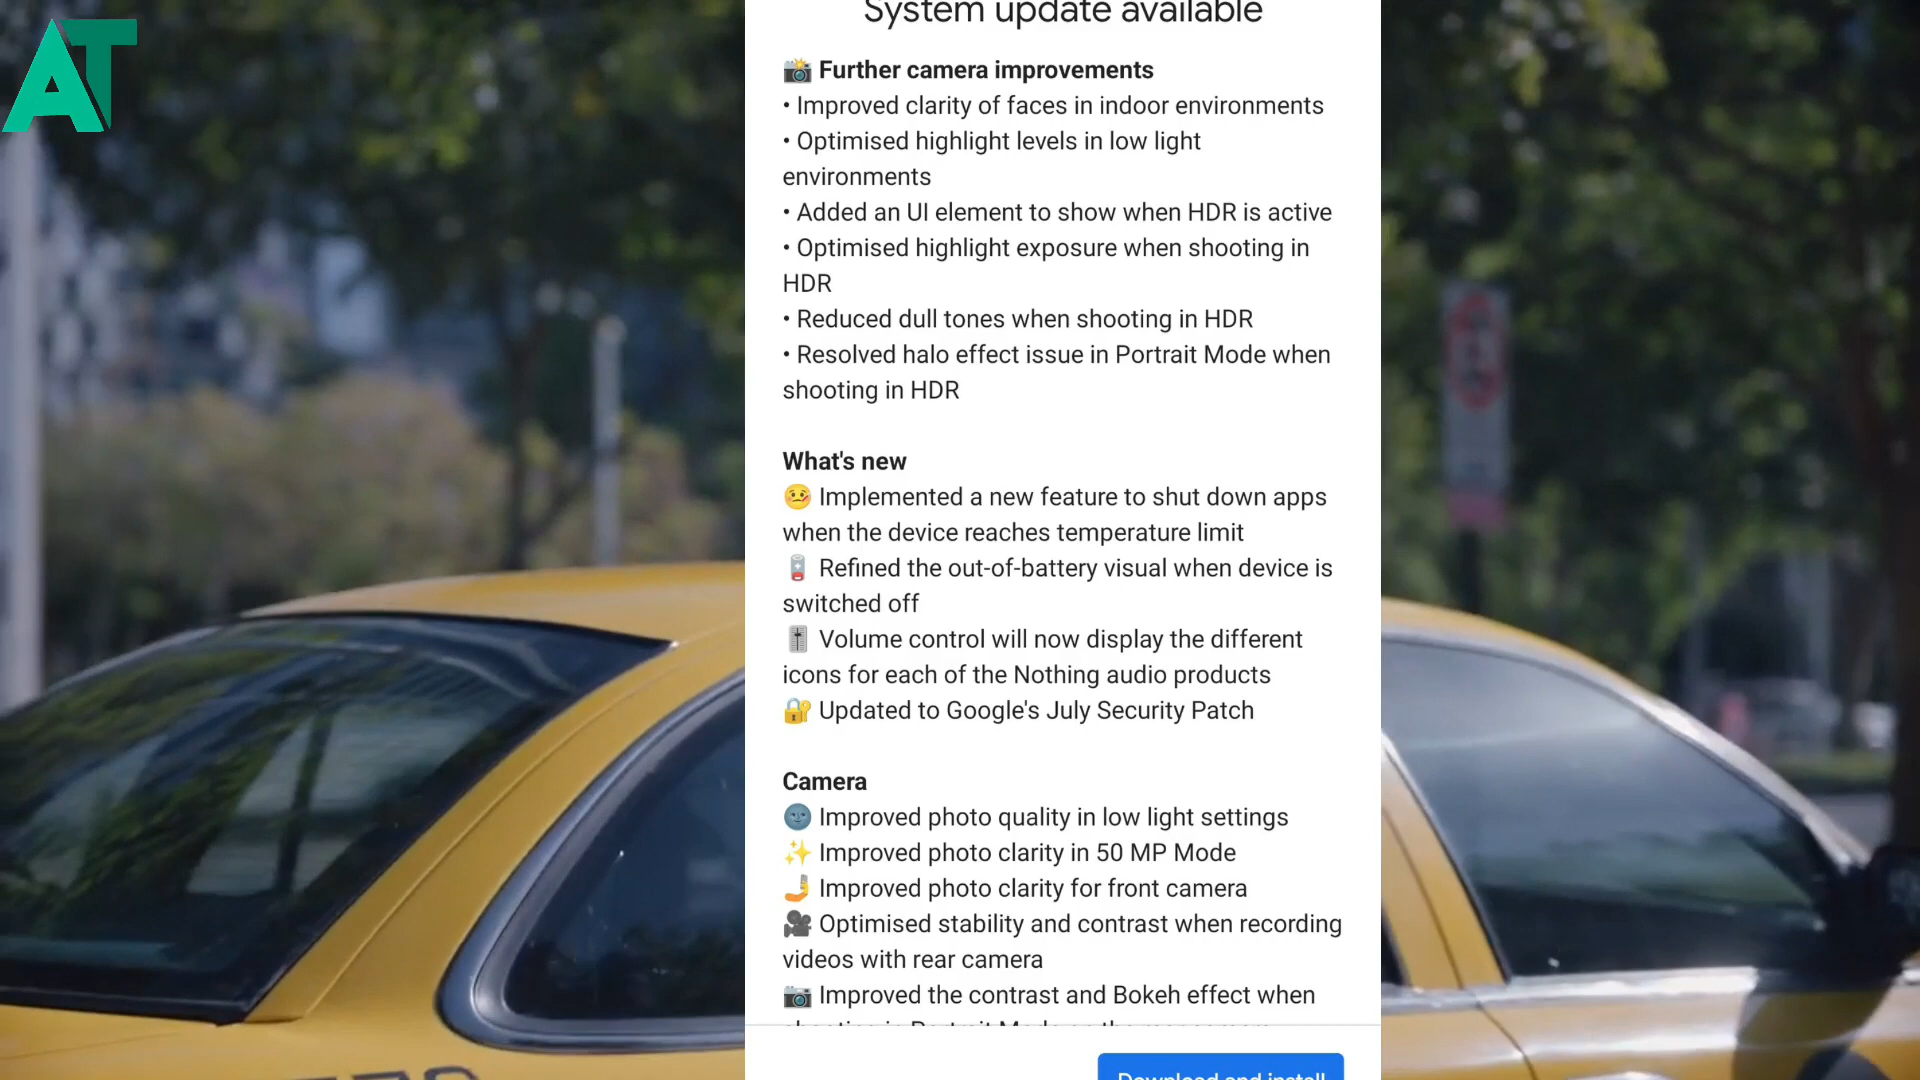 AT
System update available
📸 Further camera improvements
• Improved clarity of faces in indoor environments
• Optimised highlight levels in low light
environments
• Added an UI element to show when HDR is active
• Optimised highlight exposure when shooting in
HDR
• Reduced dull tones when shooting in HDR
• Resolved halo effect issue in Portrait Mode when
shooting in HDR
What's new
🤒 Implemented a new feature to shut down apps
when the device reaches temperature limit
🪫 Refined the out-of-battery visual when device is
switched off
🎚 Volume control will now display the different
icons for each of the Nothing audio products
🔐 Updated to Google's July Security Patch
Camera
🌚 Improved photo quality in low light settings
✨ Improved photo clarity in 50 MP Mode
🤳 Improved photo clarity for front camera
🎥 Optimised stability and contrast when recording
videos with rear camera
📷 Improved the contrast and Bokeh effect when
Download and install